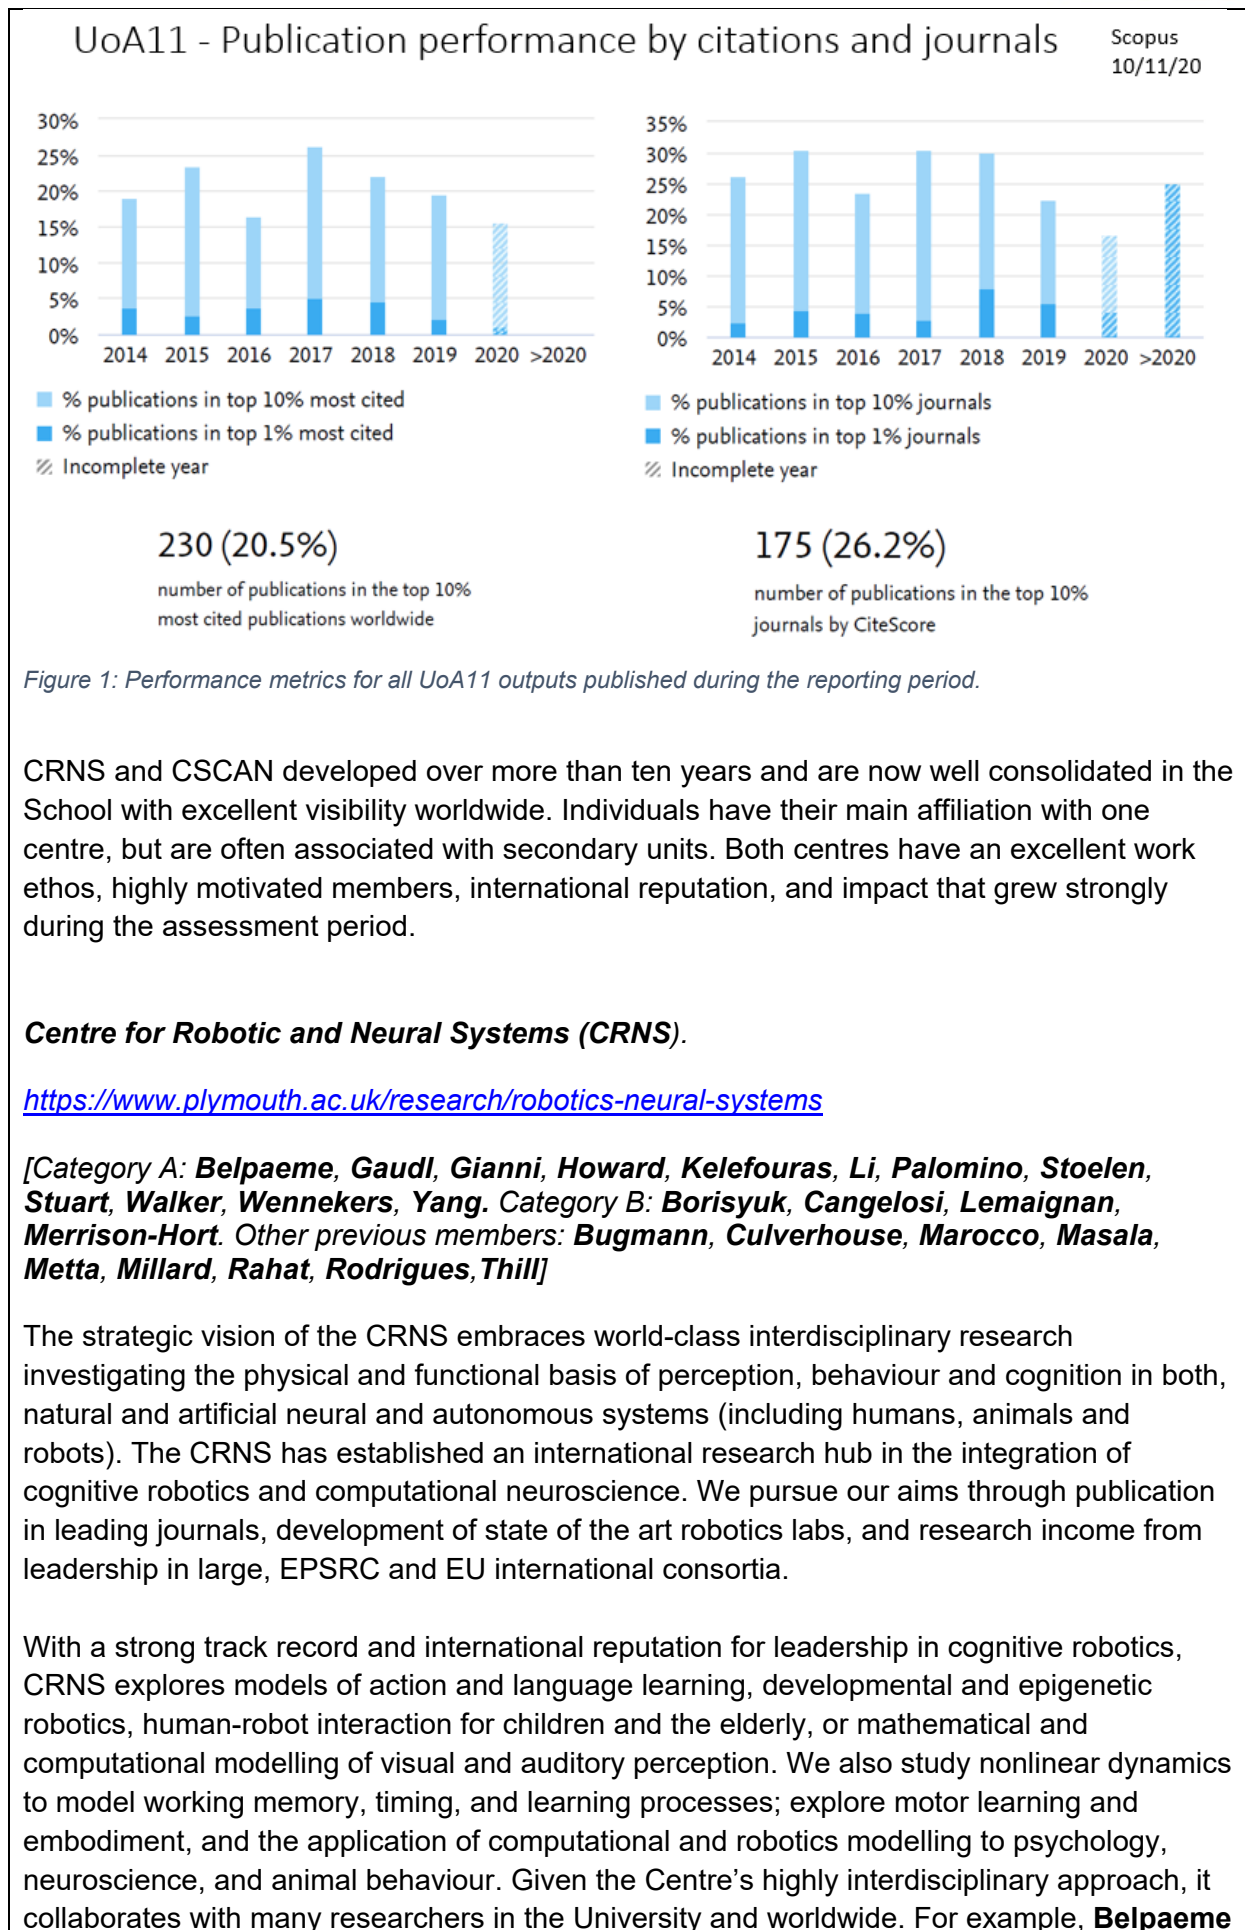 UoA11 - Publication performance by citations and journals
Scopus
10/11/20
30%
25%
20%
15%
10%
5%
0%
2014 2015 2016 2017 2018 2019 2020 >2020
% publications in top 10% most cited
% publications in top 1% most cited
Incomplete year
230 (20.5%)
number of publications in the top 10%
most cited publications worldwide
35%
30%
25%
20%
15%
10%
5%
0%
2014 2015 2016 2017 2018 2019 2020 >2020
% publications in top 10% journals
% publications in top 1% journals
Incomplete year
175 (26.2%)
number of publications in the top 10%
journals by CiteScore
Figure 1: Performance metrics for all UoA11 outputs published during the reporting period.
CRNS and CSCAN developed over more than ten years and are now well consolidated in the
School with excellent visibility worldwide. Individuals have their main affiliation with one
centre, but are often associated with secondary units. Both centres have an excellent work
ethos, highly motivated members, international reputation, and impact that grew strongly
during the assessment period.
Centre for Robotic and Neural Systems (CRNS).
https://www.plymouth.ac.uk/research/robotics-neural-systems
[Category A: Belpaeme, Gaudl, Gianni, Howard, Kelefouras, Li, Palomino, Stoelen,
Stuart, Walker, Wennekers, Yang. Category B: Borisyuk, Cangelosi, Lemaignan,
Merrison-Hort. Other previous members: Bugmann, Culverhouse, Marocco, Masala,
Metta, Millard, Rahat, Rodrigues,Thill]
The strategic vision of the CRNS embraces world-class interdisciplinary research
investigating the physical and functional basis of perception, behaviour and cognition in both,
natural and artificial neural and autonomous systems (including humans, animals and
robots). The CRNS has established an international research hub in the integration of
cognitive robotics and computational neuroscience. We pursue our aims through publication
in leading journals, development of state of the art robotics labs, and research income from
leadership in large, EPSRC and EU international consortia.
With a strong track record and international reputation for leadership in cognitive robotics,
CRNS explores models of action and language learning, developmental and epigenetic
robotics, human-robot interaction for children and the elderly, or mathematical and
computational modelling of visual and auditory perception. We also study nonlinear dynamics
to model working memory, timing, and learning processes; explore motor learning and
embodiment, and the application of computational and robotics modelling to psychology,
neuroscience, and animal behaviour. Given the Centre’s highly interdisciplinary approach, it
collaborates with many researchers in the University and worldwide. For example, Belpaeme